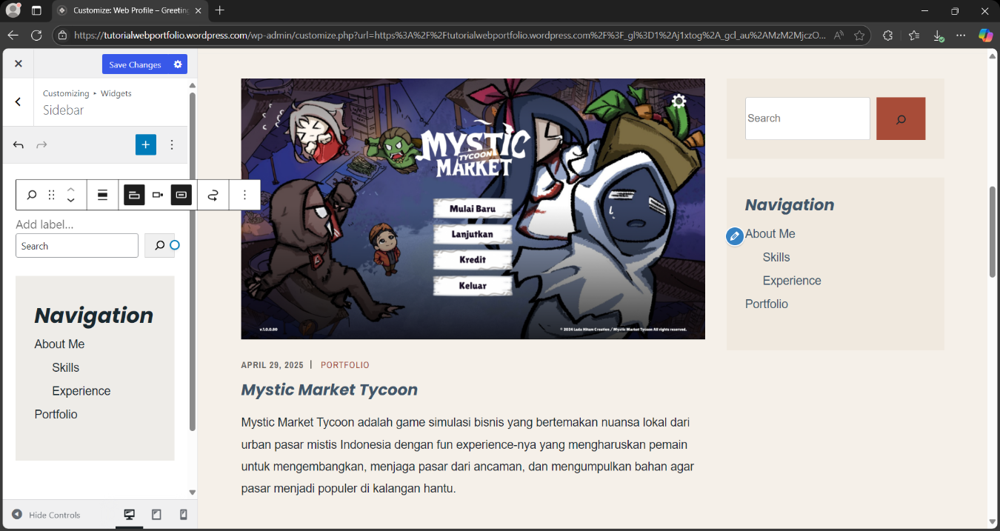 Customize: Web Profile – Greeting
https://tutorialwebportfolio.wordpress.com/wp-admin/customize.php?url=https%3A%2F%2Ftutorialwebportfolio.wordpress.com%2F%3F_gl%3D1%2Aj1xtog%2A_gcl_au%2AMzM2MjczO...
Save Changes
Customizing ‣ Widgets
Sidebar
Add label...
Search
Navigation
About Me
Skills
Experience
Portfolio
Hide Controls
MYSTIC
TYCOON
MARKET
Mulai Baru
Lanjutkan
Kredit
Keluar
v.1.0.0.80
© 2024 Luda Hitam Creation / Mystic Market Tycoon All rights reserved.
APRIL 29, 2025 | PORTFOLIO
Mystic Market Tycoon
Mystic Market Tycoon adalah game simulasi bisnis yang bertemakan nuansa lokal dari
urban pasar mistis Indonesia dengan fun experience-nya yang mengharuskan pemain
untuk mengembangkan, menjaga pasar dari ancaman, dan mengumpulkan bahan agar
pasar menjadi populer di kalangan hantu.
Search
Navigation
About Me
Skills
Experience
Portfolio